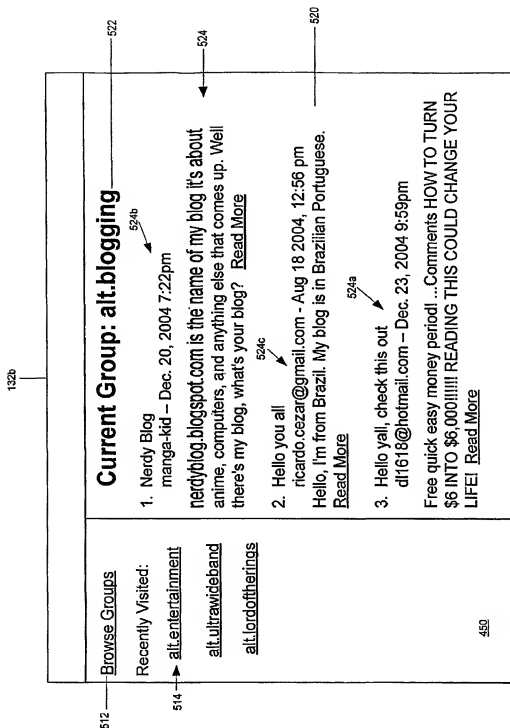 132b
512
Browse Groups
Recently Visited:
514
alt.entertainment
alt.ultrawideband
alt.lordoftherings
450
Current Group: alt.blogging
522
524b
524
1. Nerdy Blog
manga-kid – Dec. 20, 2004 7:22pm
nerdyblog.blogspot.com is the name of my blog it's about
anime, computers, and anything else that comes up. Well
there's my blog, what's your blog? Read More
524c
2. Hello you all
ricardo.cezar@gmail.com - Aug 18 2004, 12:56 pm
Hello, I'm from Brazil. My blog is in Brazilian Portuguese.
Read More
520
524a
3. Hello yall, check this out
dl1618@hotmail.com – Dec. 23, 2004 9:59pm
Free quick easy money period! ...Comments HOW TO TURN
$6 INTO $6,000!!!!!! READING THIS COULD CHANGE YOUR
LIFE! Read More